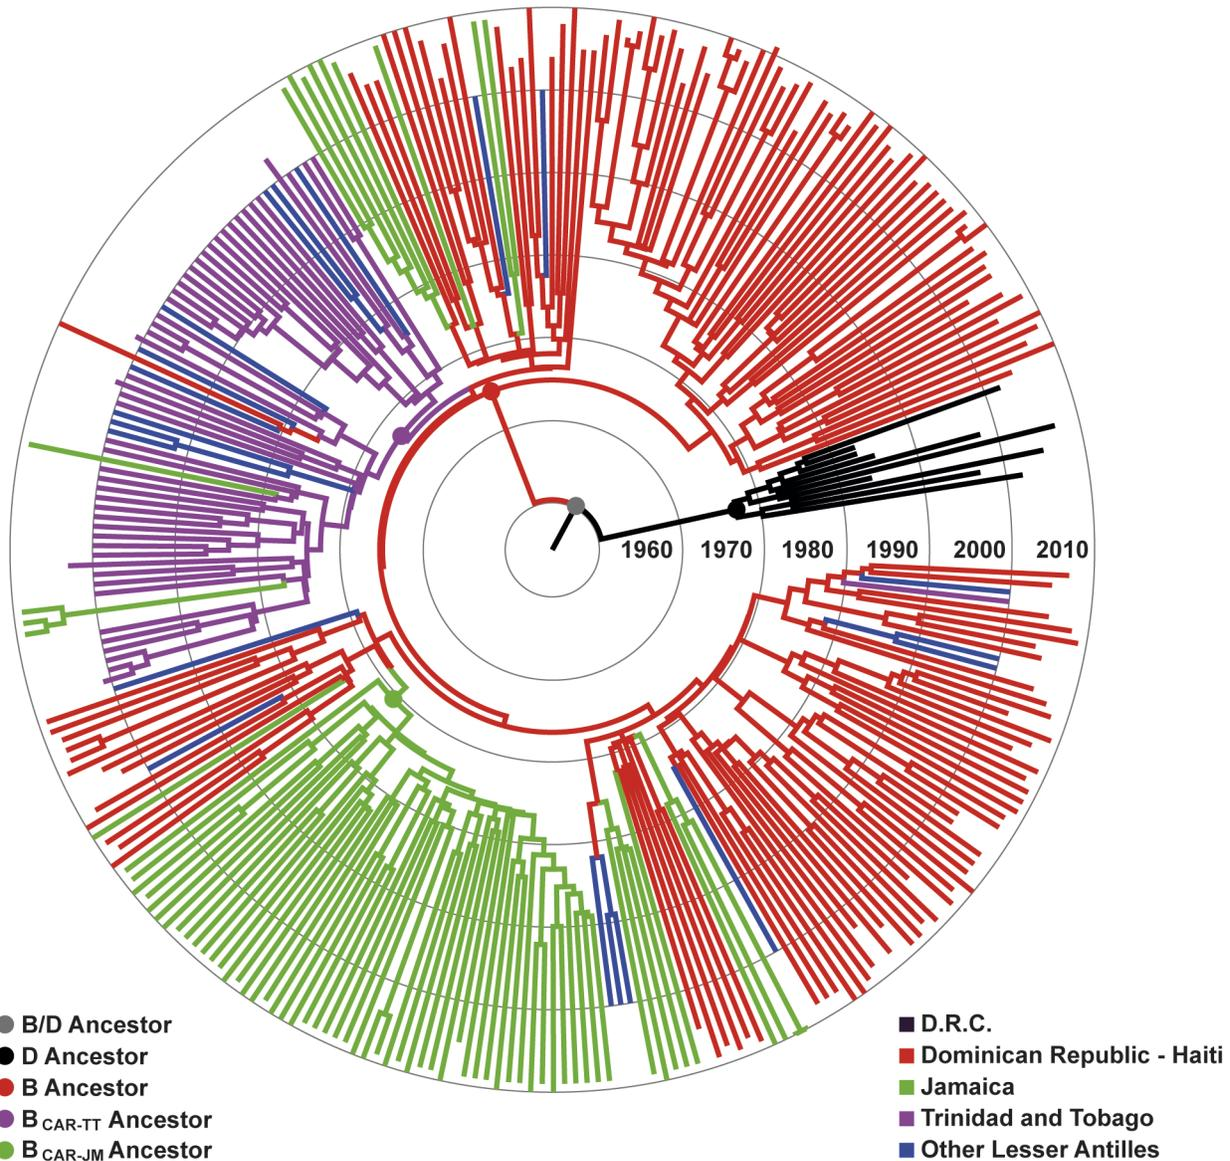 1960 1970 1980 1990 2000 2010
B/D Ancestor
D Ancestor
B Ancestor
B CAR-TT Ancestor
B CAR-JM Ancestor
D.R.C.
Dominican Republic - Haiti
Jamaica
Trinidad and Tobago
Other Lesser Antilles